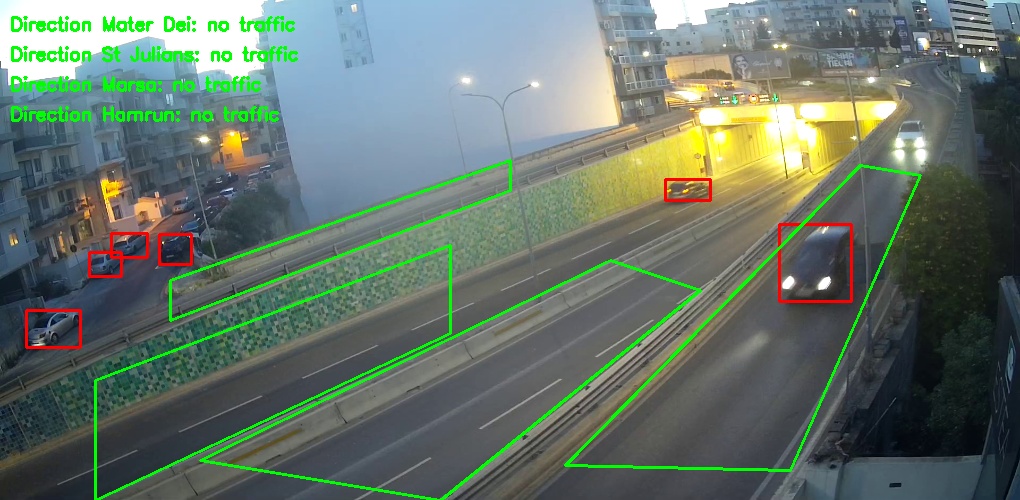 Direction Mater Dei: no traffic
Direction St Julians: no traffic
Direction Marsa: no traffic
Direction Hamrun: no traffic